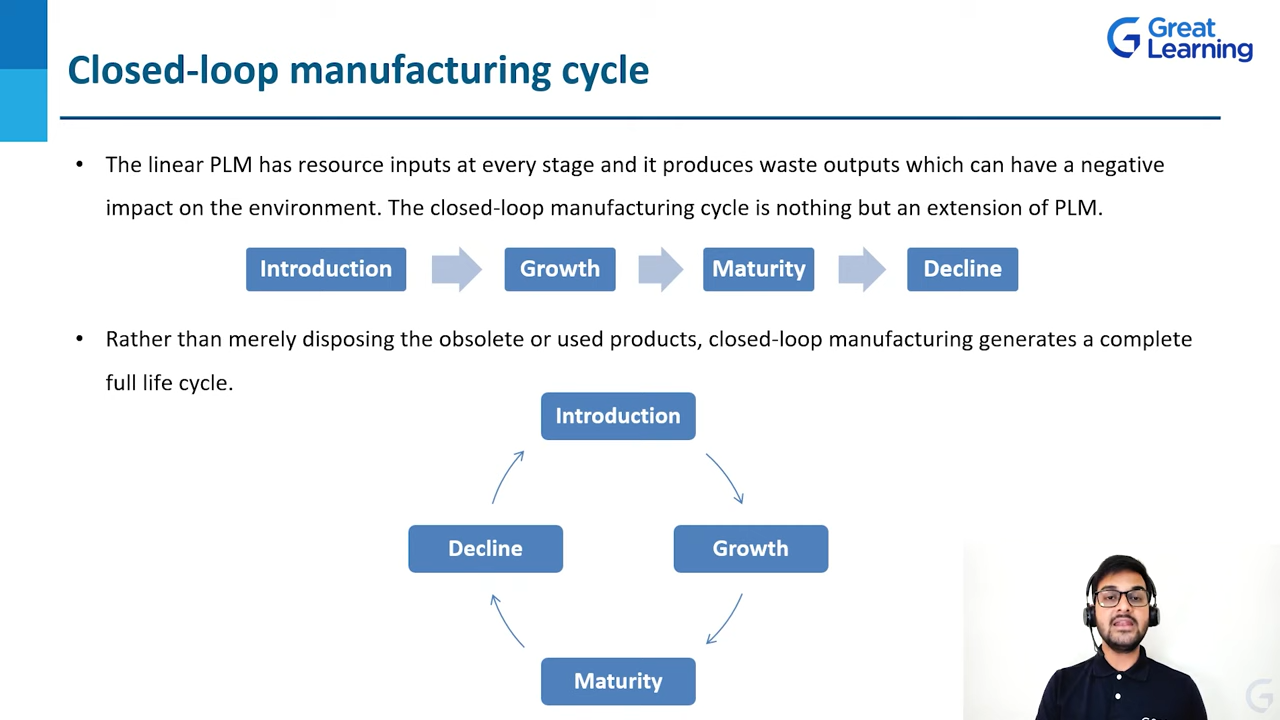 Great
Learning
Closed-loop manufacturing cycle
• The linear PLM has resource inputs at every stage and it produces waste outputs which can have a negative
impact on the environment. The closed-loop manufacturing cycle is nothing but an extension of PLM.
Introduction Growth Maturity Decline
• Rather than merely disposing the obsolete or used products, closed-loop manufacturing generates a complete
full life cycle.
Introduction
Decline Growth
Maturity